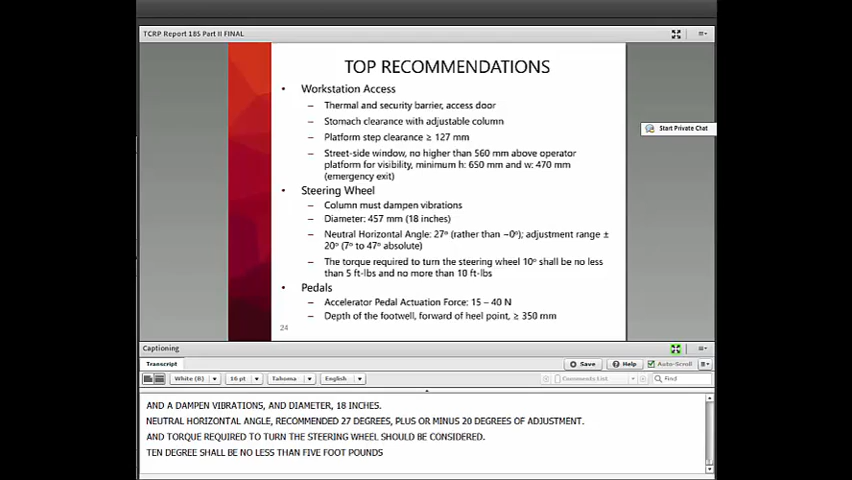 TCRP Report 185 Part II FINAL
TOP RECOMMENDATIONS
• Workstation Access
– Thermal and security barrier, access door
– Stomach clearance with adjustable column
– Platform step clearance ≥ 127 mm
– Street-side window, no higher than 560 mm above operator
platform for visibility, minimum h: 650 mm and w: 470 mm
(emergency exit)
• Steering Wheel
– Column must dampen vibrations
– Diameter: 457 mm (18 inches)
– Neutral Horizontal Angle: 27° (rather than ~0°); adjustment range ±
20° (7° to 47° absolute)
– The torque required to turn the steering wheel 10° shall be no less
than 5 ft-lbs and no more than 10 ft-lbs
• Pedals
– Accelerator Pedal Actuation Force: 15 – 40 N
– Depth of the footwell, forward of heel point, ≥ 350 mm
24
Start Private Chat
Captioning
Transcript
Save
Help
Auto-Scroll
White (B)
16 pt
Tahoma
English
Comments List
Find
AND A DAMPEN VIBRATIONS, AND DIAMETER, 18 INCHES.
NEUTRAL HORIZONTAL ANGLE, RECOMMENDED 27 DEGREES, PLUS OR MINUS 20 DEGREES OF ADJUSTMENT.
AND TORQUE REQUIRED TO TURN THE STEERING WHEEL SHOULD BE CONSIDERED.
TEN DEGREE SHALL BE NO LESS THAN FIVE FOOT POUNDS